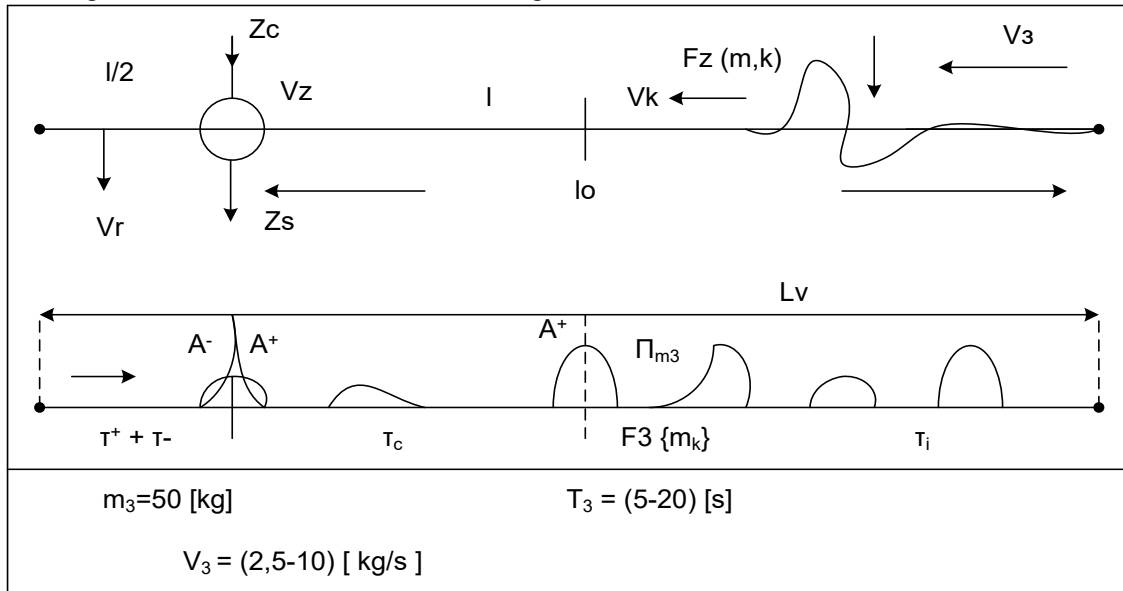 Zc
l/2
Vz
l
Vk
Fz (m,k)
Vз
Vr
Zs
lo
Lv
A- A+
A+
Πm3
τ+ + τ-
τc
F3 {mk}
τi
m3=50 [kg]
T3 = (5-20) [s]
V3 = (2,5-10) [ kg/s ]